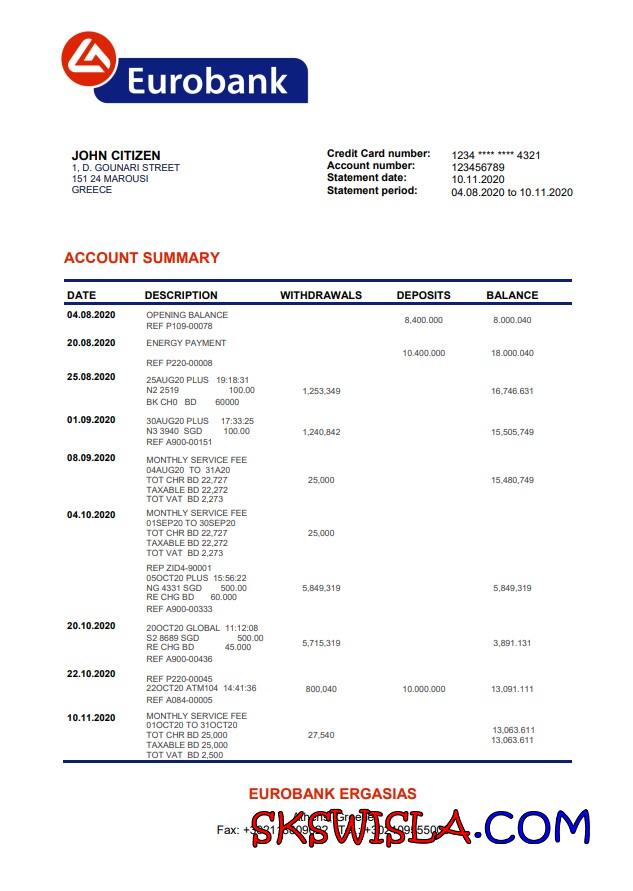 Eurobank
JOHN CITIZEN
1, D. GOUNARI STREET
151 24 MAROUSI
GREECE
Credit Card number: 1234 **** **** 4321
Account number: 123456789
Statement date: 10.11.2020
Statement period: 04.08.2020 to 10.11.2020
ACCOUNT SUMMARY
DATE DESCRIPTION WITHDRAWALS DEPOSITS BALANCE
04.08.2020 OPENING BALANCE
8,400.000 8.000.040
REF P109-00078
20.08.2020 ENERGY PAYMENT
10.400.000 18.000.040
REF P220-00008
25.08.2020
25AUG20 PLUS 19:18:31
N2 2519 100.00 1,253,349 16,746.631
BK CH0 BD 60000
01.09.2020 30AUG20 PLUS 17:33:25
N3 3940 SGD 100.00 1,240,842 15,505,749
REF A900-00151
08.09.2020 MONTHLY SERVICE FEE
04AUG20 TO 31A20
TOT CHR BD 22,727 25,000 15,480,749
TAXABLE BD 22,272
TOT VAT BD 2,273
04.10.2020 MONTHLY SERVICE FEE
01SEP20 TO 30SEP20
TOT CHR BD 22,727 25,000
TAXABLE BD 22,272
TOT VAT BD 2,273
REP ZID4-90001
05OCT20 PLUS 15:56:22
NG 4331 SGD 500.00 5,849,319 5,849,319
RE CHG BD 60.000
REF A900-00333
20.10.2020 20OCT20 GLOBAL 11:12:08
S2 8689 SGD 500.00 5,715,319 3,891.131
RE CHG BD 45.000
REF A900-00436
22.10.2020 REF P220-00045
22OCT20 ATM104 14:41:36 800,040 10.000.000 13,091.111
REF A084-00005
10.11.2020 MONTHLY SERVICE FEE
01OCT20 TO 31OCT20 13,063.611
TOT CHR BD 25,000 27,540 13,063.611
TAXABLE BD 25,000
TOT VAT BD 2,500
EUROBANK ERGASIAS
Fax:
SKSWISLA.COM